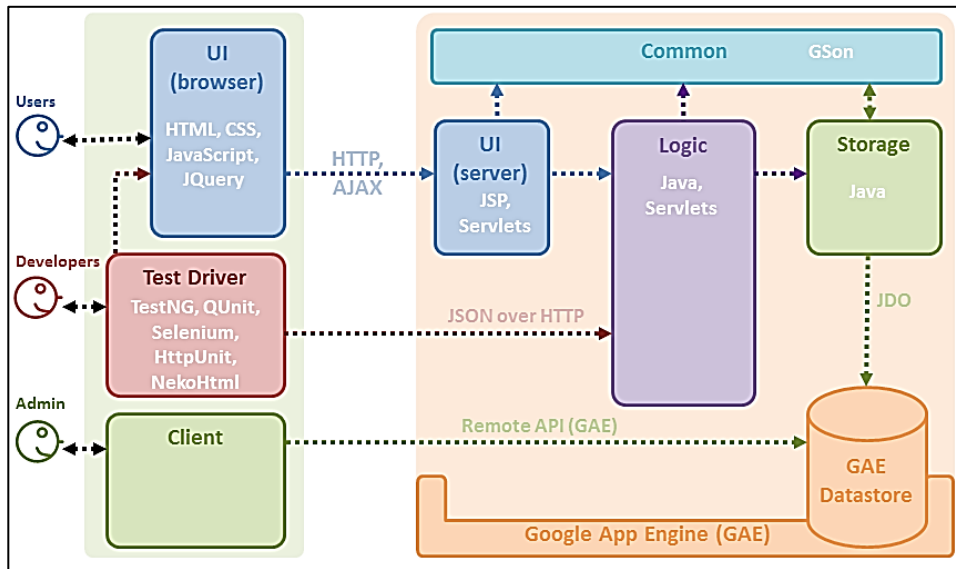 Users
Developers
Admin
UI
(browser)
HTML, CSS,
JavaScript,
JQuery
Test Driver
TestNG, QUnit,
Selenium,
HttpUnit,
NekoHtml
Client
HTTP,
AJAX
JSON over HTTP
Remote API (GAE)
Common GSon
UI
(server)
JSP,
Servlets
Logic
Java,
Servlets
Storage
Java
JDO
GAE
Datastore
Google App Engine (GAE)